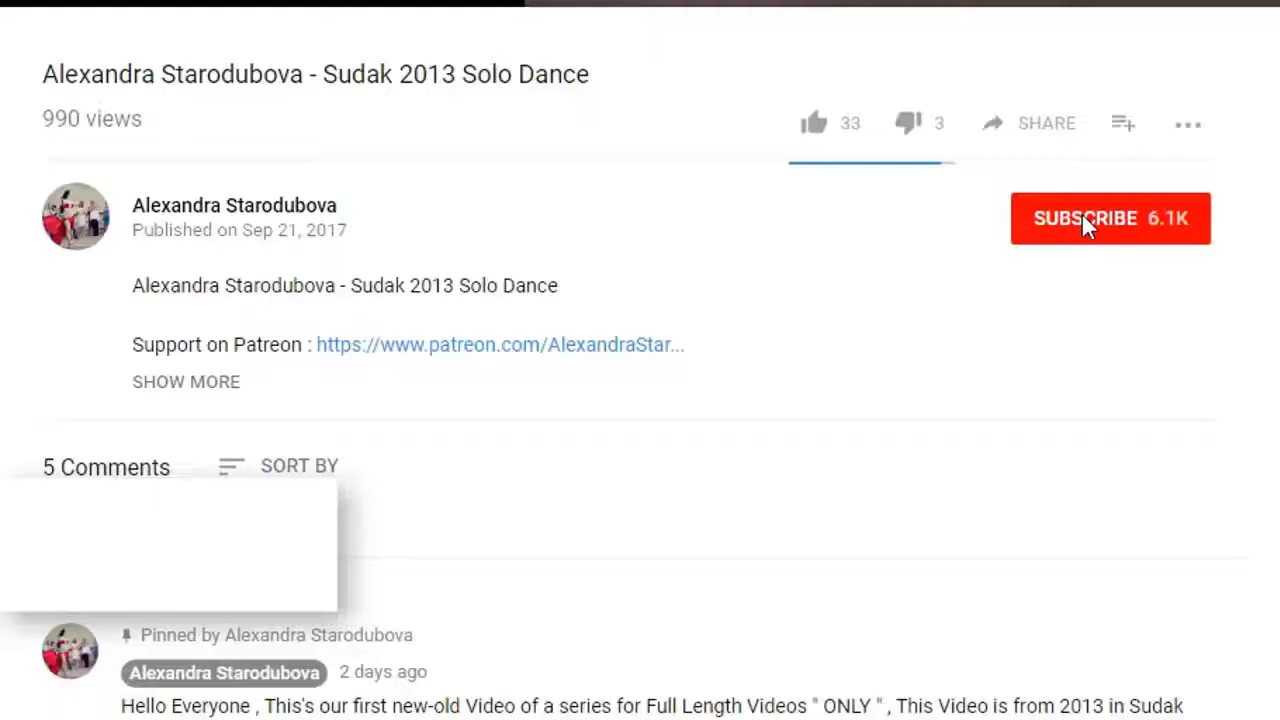 Alexandra Starodubova - Sudak 2013 Solo Dance
990 views
33
3
SHARE
Alexandra Starodubova
Published on Sep 21, 2017
SUBSCRIBE 6.1K
Alexandra Starodubova - Sudak 2013 Solo Dance
Support on Patreon : https://www.patreon.com/AlexandraStar...
SHOW MORE
5 Comments
SORT BY
Pinned by Alexandra Starodubova
Alexandra Starodubova 2 days ago
Hello Everyone , This's our first new-old Video of a series for Full Length Videos " ONLY " , This Video is from 2013 in Sudak